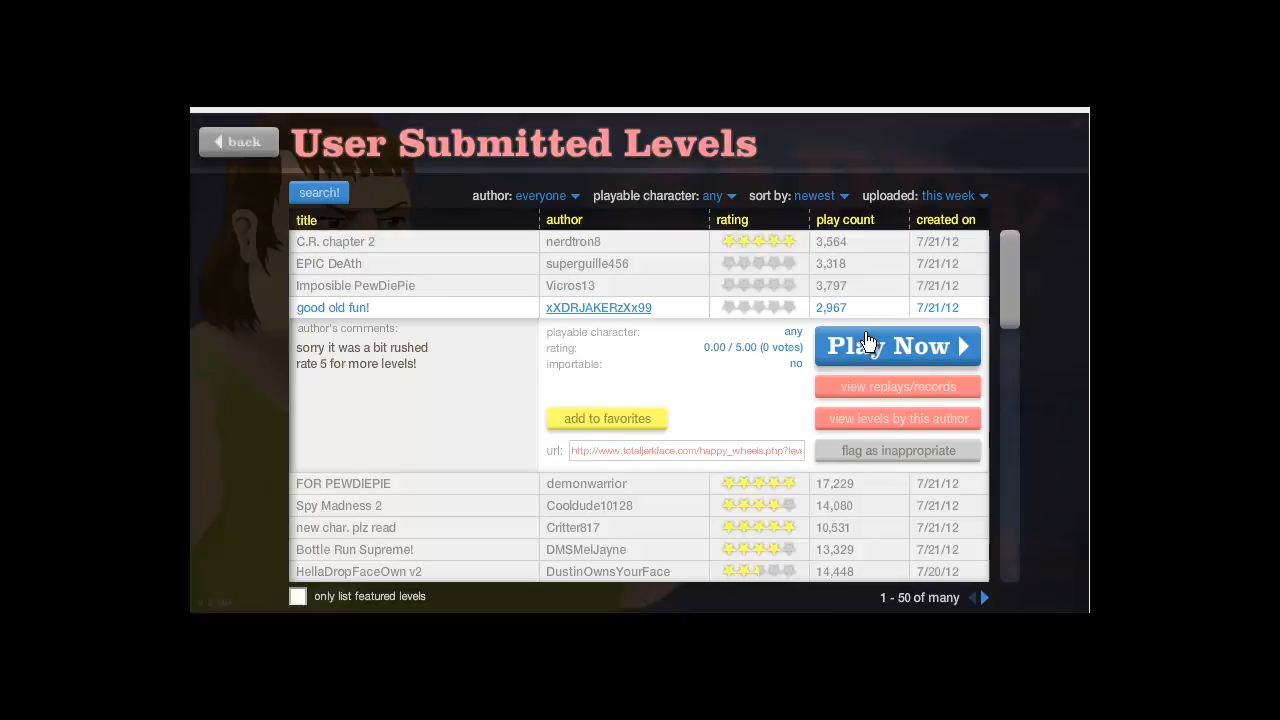 back
User Submitted Levels
search!
author: everyone playable character: any sort by: newest uploaded: this week
title author rating play count created on
C.R. chapter 2 nerdtron8 3,564 7/21/12
EPIC DeAth superguille456 3,318 7/21/12
Imposible PewDiePie Vicros13 3,797 7/21/12
good old fun! xXDRJAKERzXx99 2,967 7/21/12
author's comments:
sorry it was a bit rushed
rate 5 for more levels!
playable character: any
rating: 0.00 / 5.00 (0 votes)
importable: no
Play Now
view replays/records
add to favorites
view levels by this author
url: http://www.totaljerkface.com/happy_wheels.php?lev
flag as inappropriate
FOR PEWDIEPIE demonwarrior 17,229 7/21/12
Spy Madness 2 Cooldude10128 14,080 7/21/12
new char. plz read Critter817 10,531 7/21/12
Bottle Run Supreme! DMSMelJayne 13,329 7/21/12
HellaDropFaceOwn v2 DustinOwnsYourFace 14,448 7/20/12
only list featured levels
1 - 50 of many